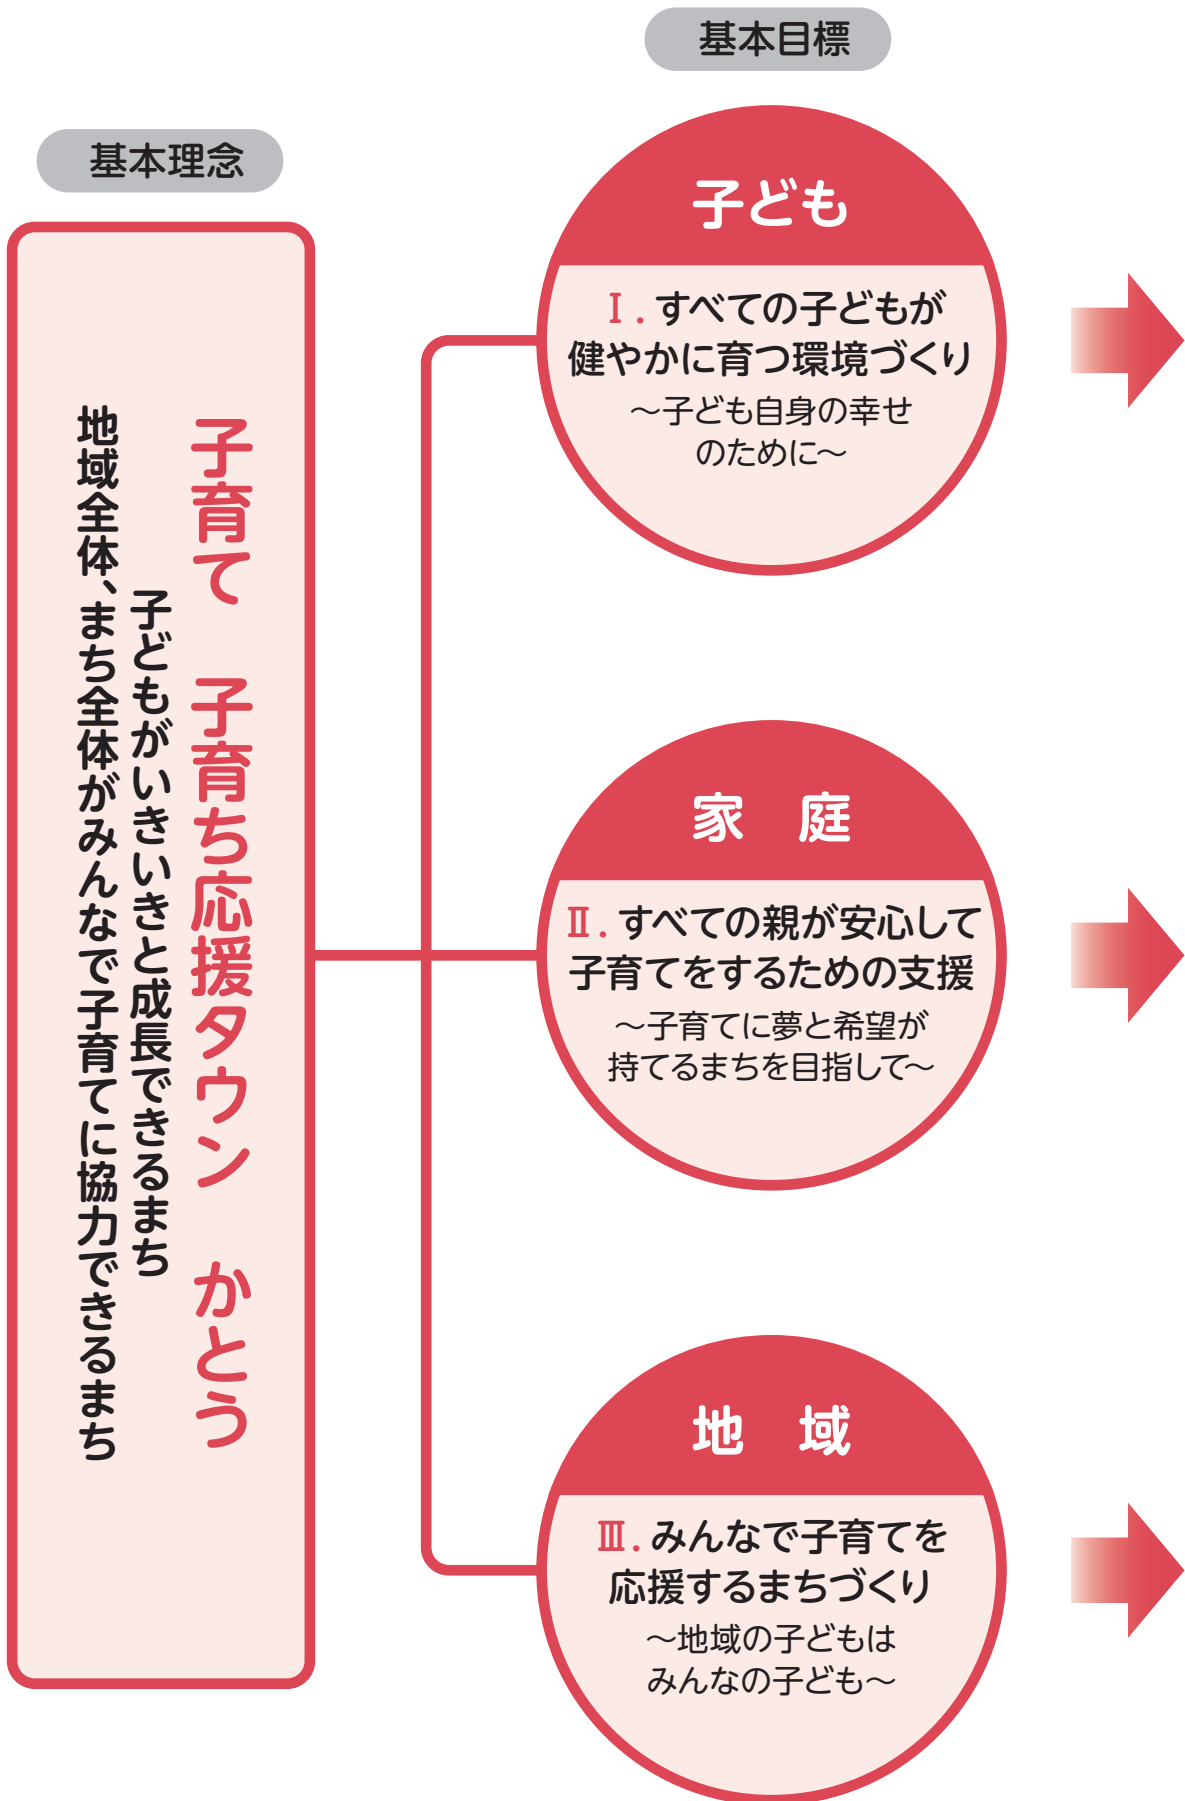 基本理念
子育て　子育ち応援タウン　かとう
子どもがいきいきと成長できるまち
地域全体、まち全体がみんなで子育てに協力できるまち
基本目標
子ども
Ⅰ．すべての子どもが
健やかに育つ環境づくり
～子ども自身の幸せ
のために～
家　庭
Ⅱ．すべての親が安心して
子育てをするための支援
～子育てに夢と希望が
持てるまちを目指して～
地　域
Ⅲ．みんなで子育てを
応援するまちづくり
～地域の子どもは
みんなの子ども～